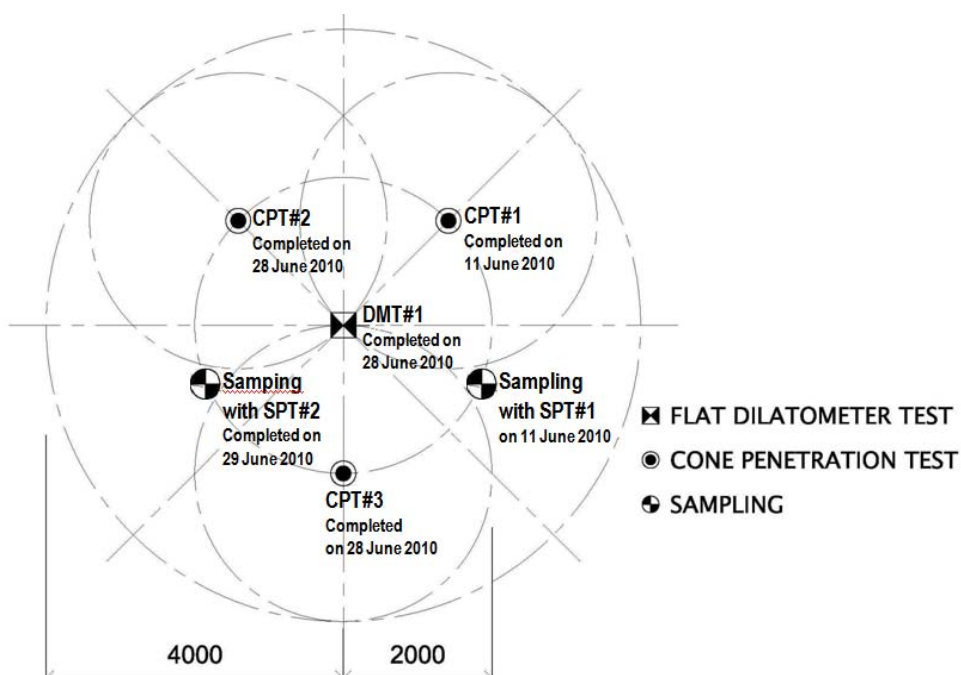 CPT#2
Completed on
28 June 2010
CPT#1
Completed on
11 June 2010
DMT#1
Completed on
28 June 2010
Samping
with SPT#2
Completed on
29 June 2010
Sampling
with SPT#1
on 11 June 2010
CPT#3
Completed
on 28 June 2010
FLAT DILATOMETER TEST
CONE PENETRATION TEST
SAMPLING
4000
2000